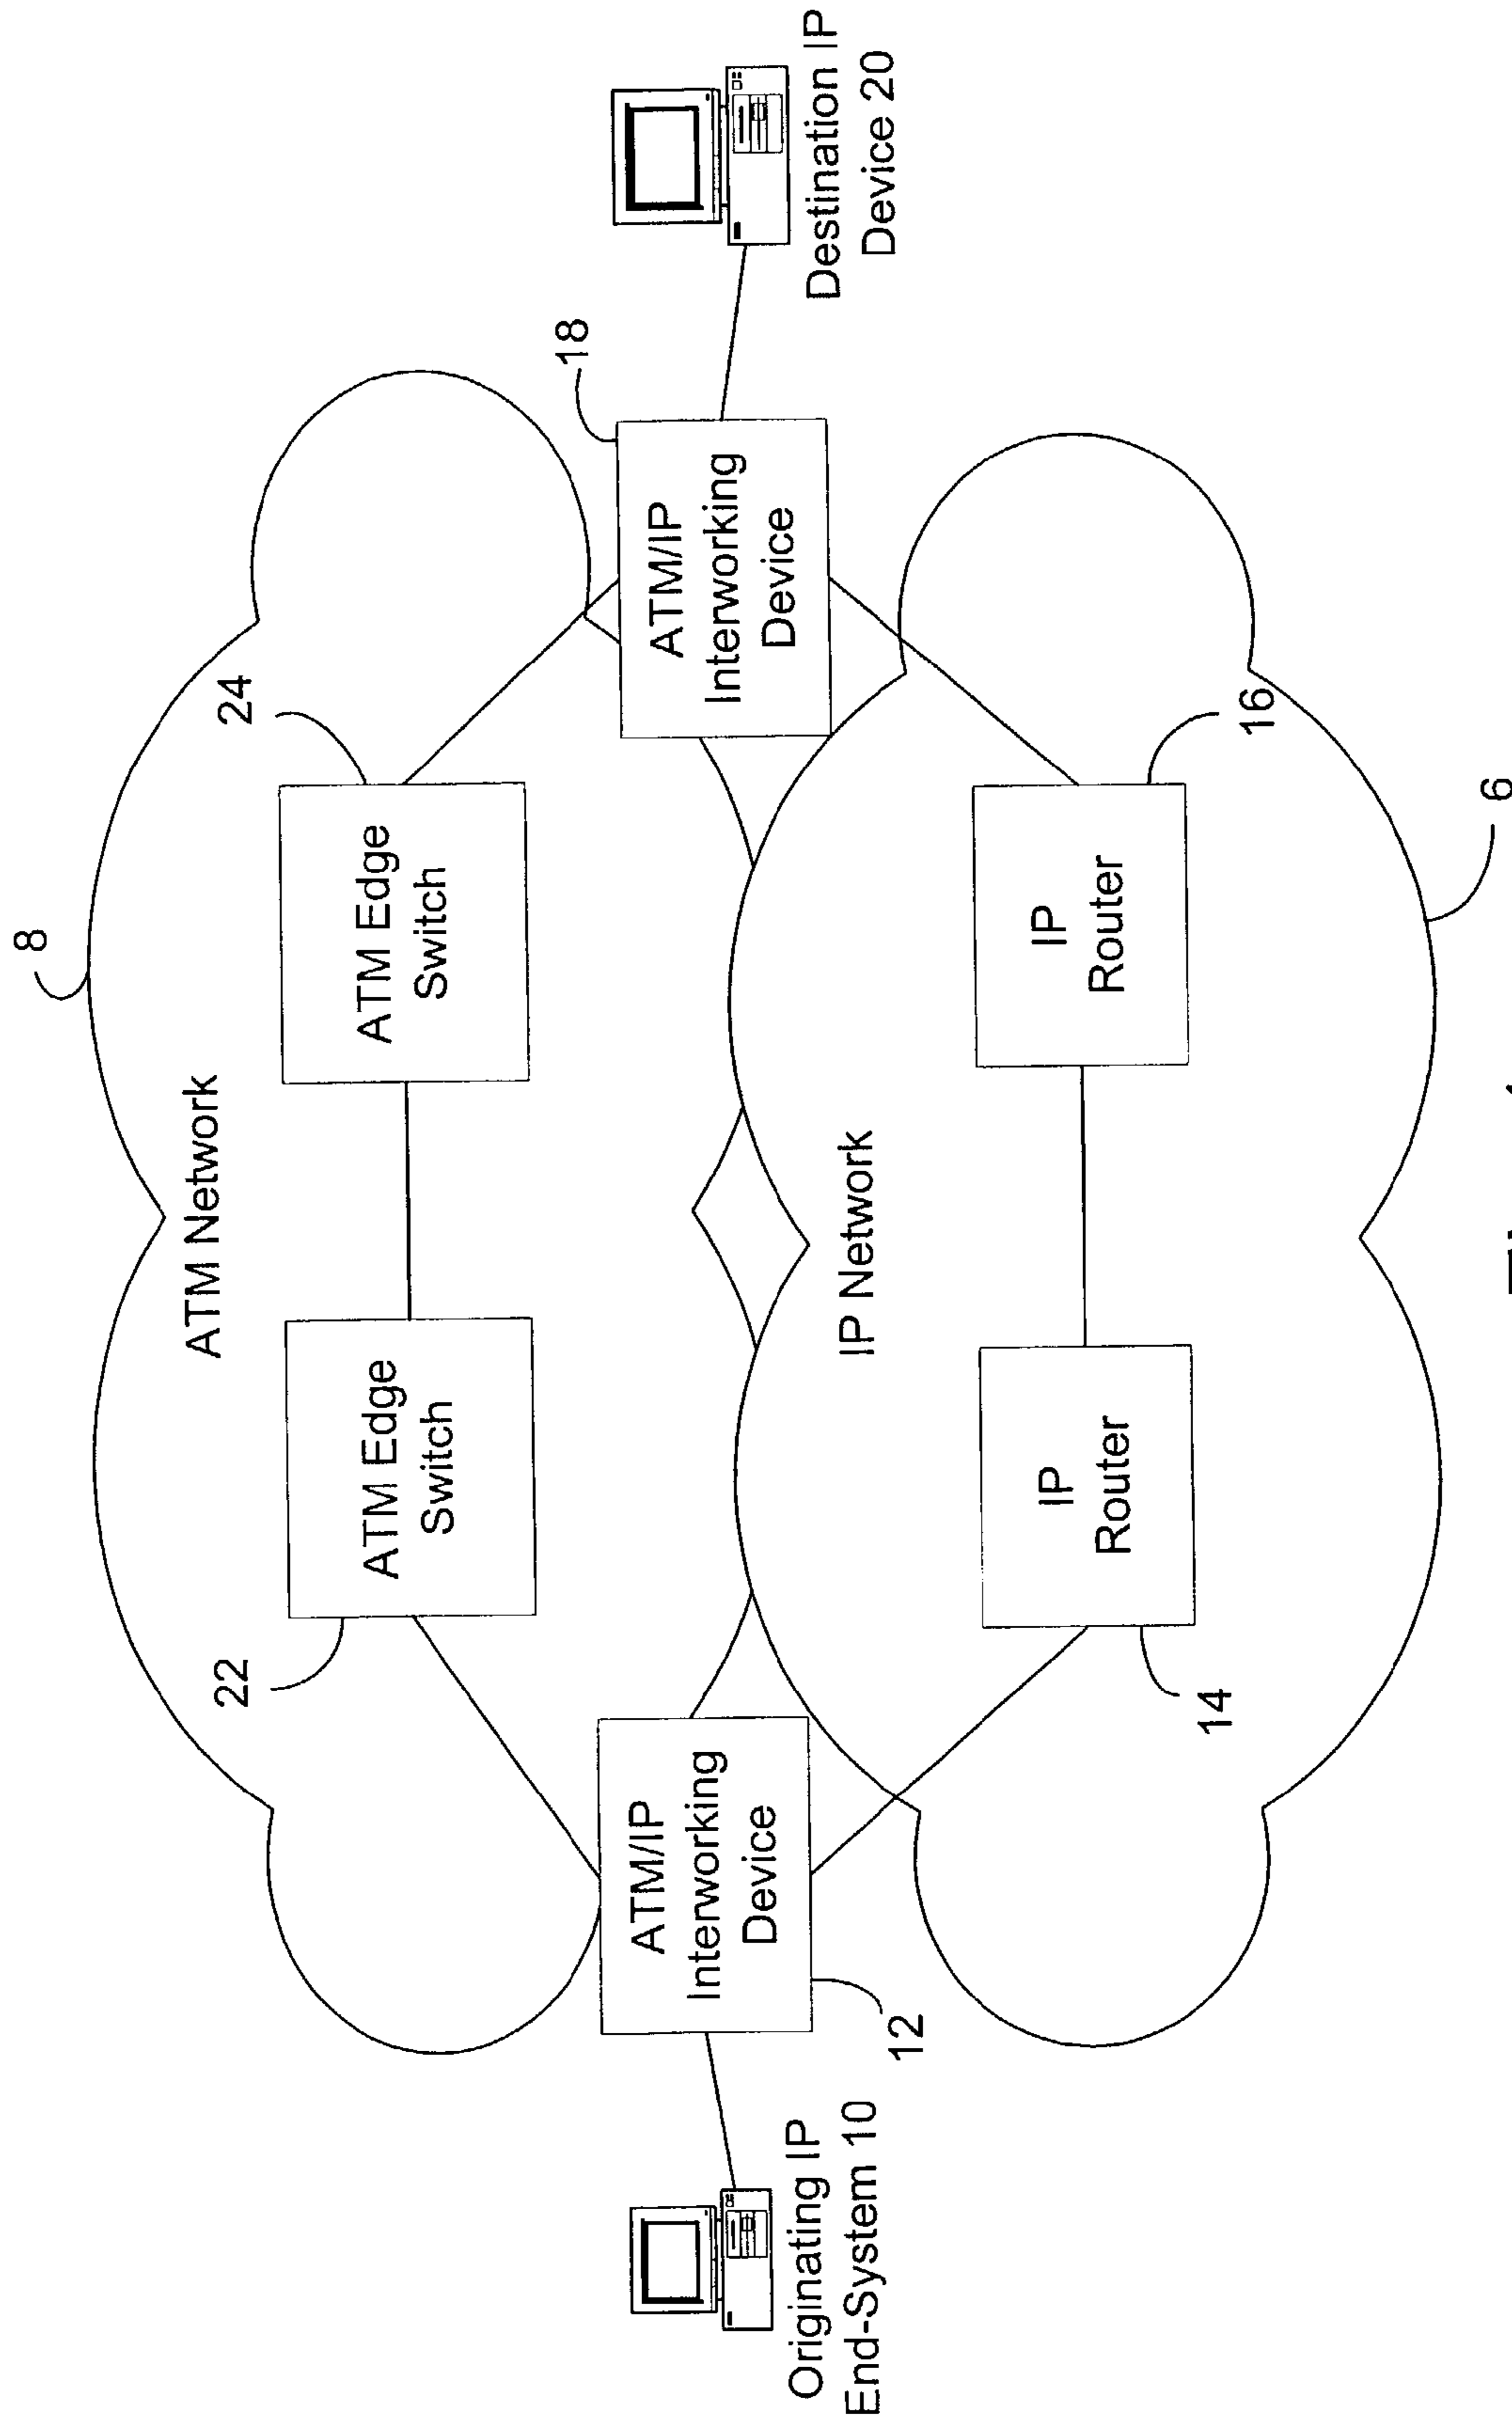 8
ATM Network
24
22
ATM Edge
Switch
ATM Edge
Switch
18
ATM/IP
Interworking
Device
ATM/IP
Interworking
Device
12
Originating IP
End-System 10
Destination IP
Device 20
IP Network
IP
Router
IP
Router
14
16
6